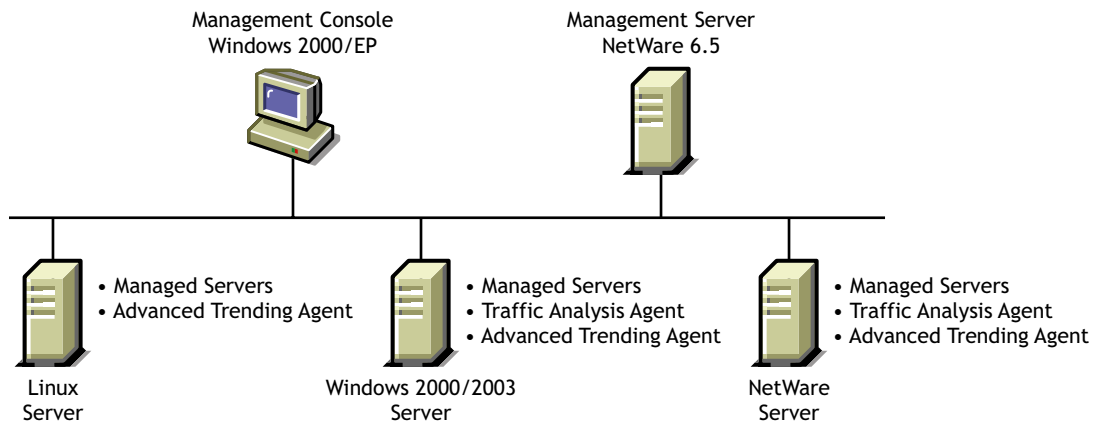 Management Console
Windows 2000/EP
Management Server
NetWare 6.5
• Managed Servers
• Advanced Trending Agent
• Managed Servers
• Traffic Analysis Agent
• Advanced Trending Agent
• Managed Servers
• Traffic Analysis Agent
• Advanced Trending Agent
Linux
Server
Windows 2000/2003
Server
NetWare
Server